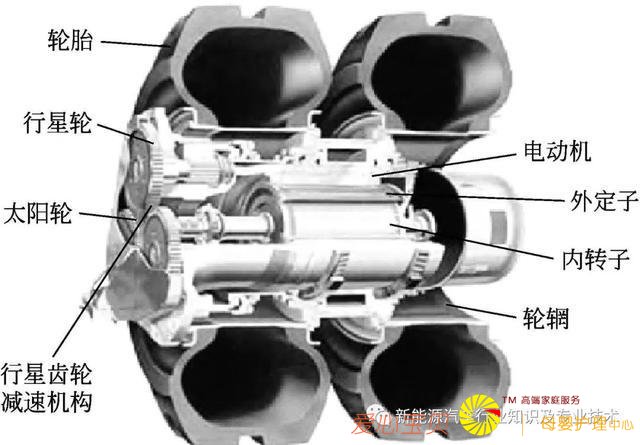 轮胎
行星轮
太阳轮
行星齿轮
减速机构
电动机
外定子
内转子
轮辋
TM 高端家庭服务
新能源汽车行业知识及专业技术
母婴护理中心